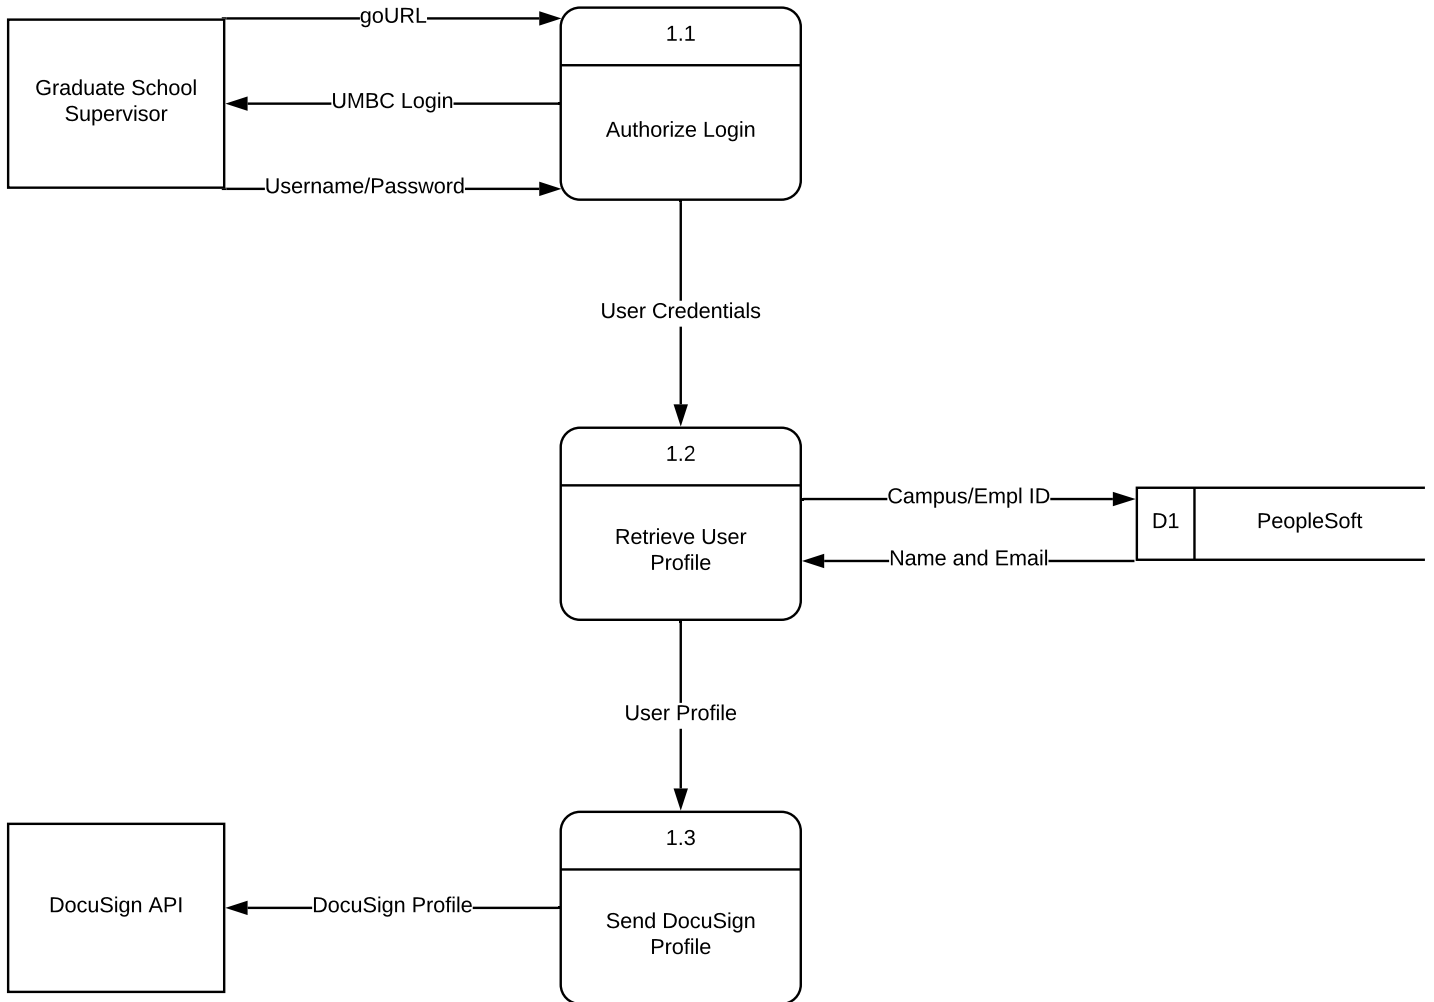 goURL
1.1
Graduate School
Supervisor
UMBC Login
Authorize Login
Username/Password
User Credentials
1.2
Retrieve User
Profile
Campus/Empl ID
D1
PeopleSoft
Name and Email
User Profile
1.3
DocuSign API
DocuSign Profile
Send DocuSign
Profile